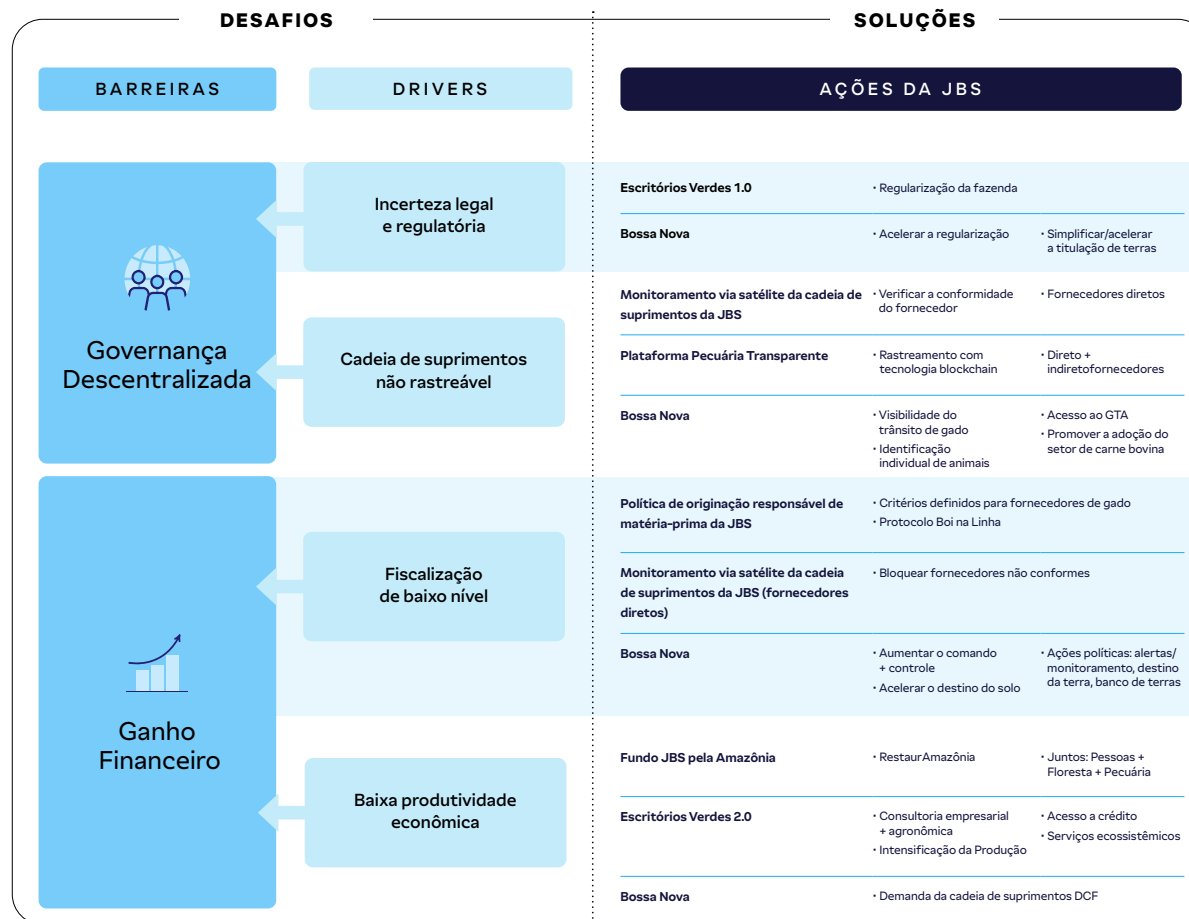 DESAFIOS
SOLUÇÕES
BARREIRAS
DRIVERS
AÇÕES DA JBS
Governança
Descentralizada
Incerteza legal
e regulatória
Escritórios Verdes 1.0
• Regularização da fazenda
Bossa Nova
• Acelerar a regularização
• Simplificar/acelerar
a titulação de terras
Cadeia de suprimentos
não rastreável
Monitoramento via satélite da cadeia de
suprimentos da JBS
• Verificar a conformidade
do fornecedor
• Fornecedores diretos
Plataforma Pecuária Transparente
• Rastreamento com
tecnologia blockchain
• Direto +
indiretofornecedores
Bossa Nova
• Visibilidade do
trânsito de gado
• Identificação
individual de animais
• Acesso ao GTA
• Promover a adoção do
setor de carne bovina
Ganho
Financeiro
Fiscalização
de baixo nível
Política de originação responsável de
matéria-prima da JBS
• Critérios definidos para fornecedores de gado
• Protocolo Boi na Linha
Monitoramento via satélite da cadeia
de suprimentos da JBS (fornecedores
diretos)
• Bloquear fornecedores não conformes
Bossa Nova
• Aumentar o comando
+ controle
• Acelerar o destino do solo
• Ações políticas: alertas/
monitoramento, destino
da terra, banco de terras
Baixa produtividade
econômica
Fundo JBS pela Amazônia
• RestaurAmazônia
• Juntos: Pessoas +
Floresta + Pecuária
Escritórios Verdes 2.0
• Consultoria empresarial
+ agronômica
• Intensificação da Produção
• Acesso a crédito
• Serviços ecossistêmicos
Bossa Nova
• Demanda da cadeia de suprimentos DCF